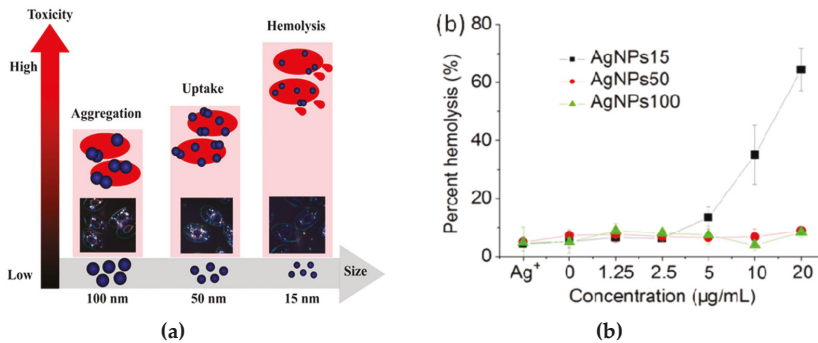 Toxicity
High
Low
Aggregation
Uptake
Hemolysis
100 nm
50 nm
15 nm
Size
(a)
(b)
Percent hemolysis (%)
80
60
40
20
0
AgNPs15
AgNPs50
AgNPs100
Ag⁺ 0 1.25 2.5 5 10 20
Concentration (µg/mL)
(b)